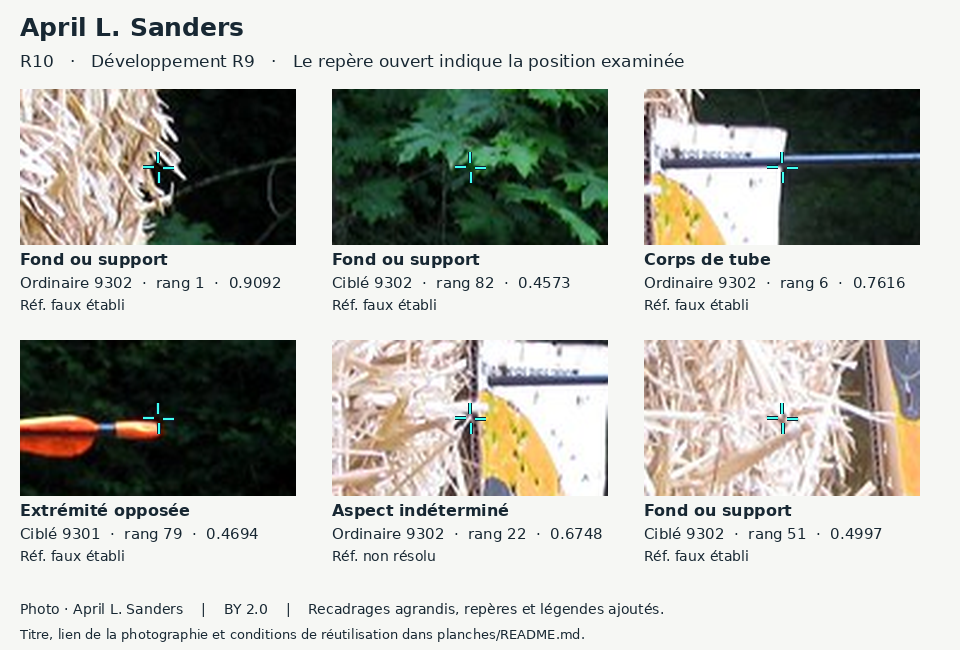 April L. Sanders
R10 · Développement R9 · Le repère ouvert indique la position examinée
Fond ou support
Ordinaire 9302 · rang 1 · 0.9092
Réf. faux établi
Fond ou support
Ciblé 9302 · rang 82 · 0.4573
Réf. faux établi
Corps de tube
Ordinaire 9302 · rang 6 · 0.7616
Réf. faux établi
Extrémité opposée
Ciblé 9301 · rang 79 · 0.4694
Réf. faux établi
Aspect indéterminé
Ordinaire 9302 · rang 22 · 0.6748
Réf. non résolu
Fond ou support
Ciblé 9302 · rang 51 · 0.4997
Réf. faux établi
Photo · April L. Sanders | BY 2.0 | Recadrages agrandis, repères et légendes ajoutés.
Titre, lien de la photographie et conditions de réutilisation dans planches/README.md.